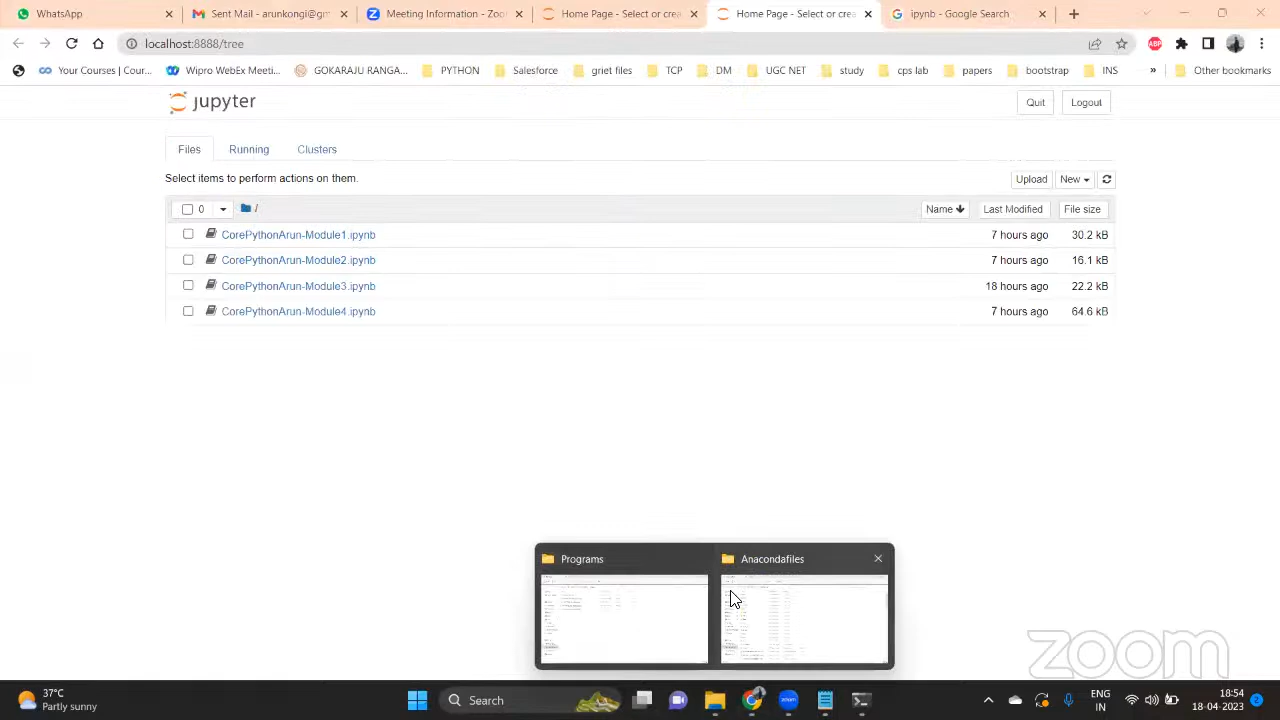 WhatsApp
Sent Mail - arunkongi@gm
Meeting Information - Zoo
Home Page - Select or crea
Home Page - Select or crea
ipynb - Google Search
localhost:8888/tree
ABP
Your Courses | Cour...
Wipro WebEx Meeti...
GOKARAJU RANGA...
PYTHON
Salesforce
griet files
TCP
DM
UGC NET
study
cps lab
papers
bootstrap
INS
»
Other bookmarks
jupyter
Quit
Logout
Files
Running
Clusters
Select items to perform actions on them.
Upload
New
0
/
Name
Last Modified
File size
CorePythonArun-Module1.ipynb
7 hours ago
30.2 kB
CorePythonArun-Module2.ipynb
7 hours ago
16.1 kB
CorePythonArun-Module3.ipynb
18 hours ago
22.2 kB
CorePythonArun-Module4.ipynb
7 hours ago
64.6 kB
Programs
Anacondafiles
zoom
37°C
Partly sunny
Search
zoom
ENG
IN
18:54
18-04-2023
2